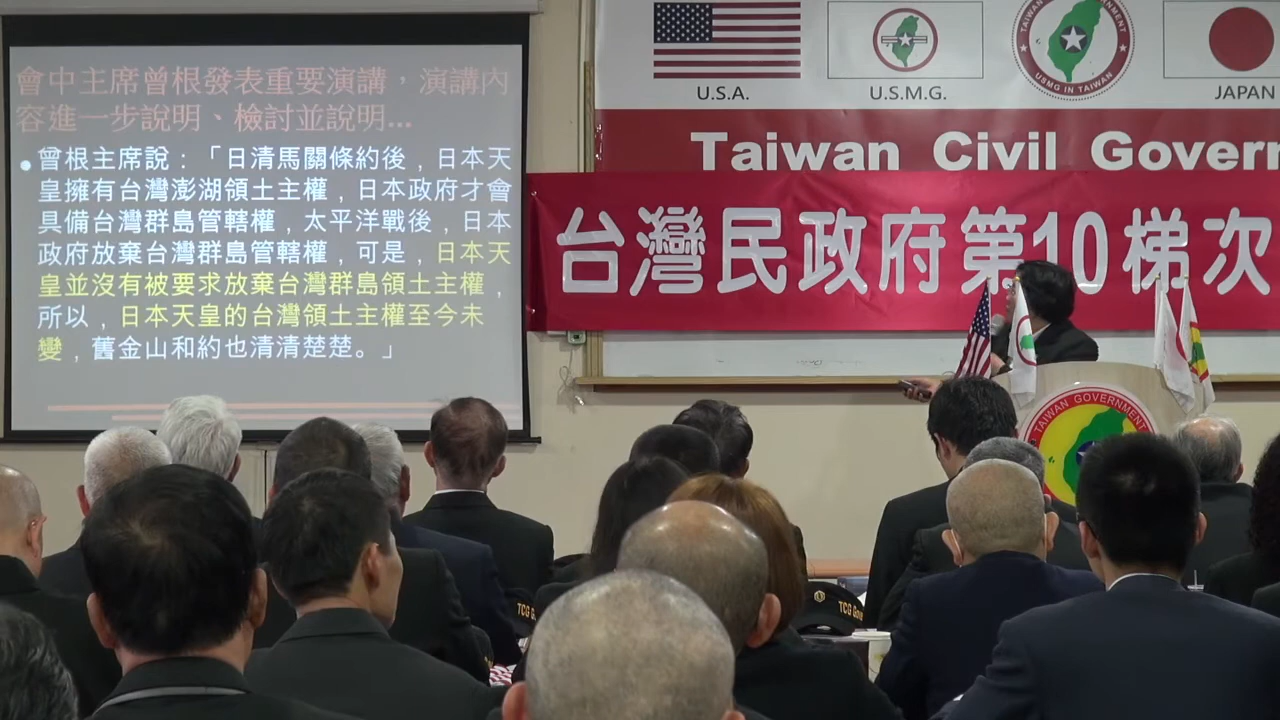 會中主席曾根發表重要演講，演講內
容進一步說明、檢討並說明...
曾根主席說：「日清馬關條約後，日本天
皇擁有台灣澎湖領土主權，日本政府才會
具備台灣群島管轄權，太平洋戰後，日本
政府放棄台灣群島管轄權，可是，日本天
皇並沒有被要求放棄台灣群島領土主權，
所以，日本天皇的台灣領土主權至今未
變，舊金山和約也清清楚楚。」
U.S.A.
U.S.M.G.
USMG IN TAIWAN
JAPAN
Taiwan Civil Govern
台灣民政府第10梯次
TAIWAN GOVERNMENT
TCG G
TCG Gov